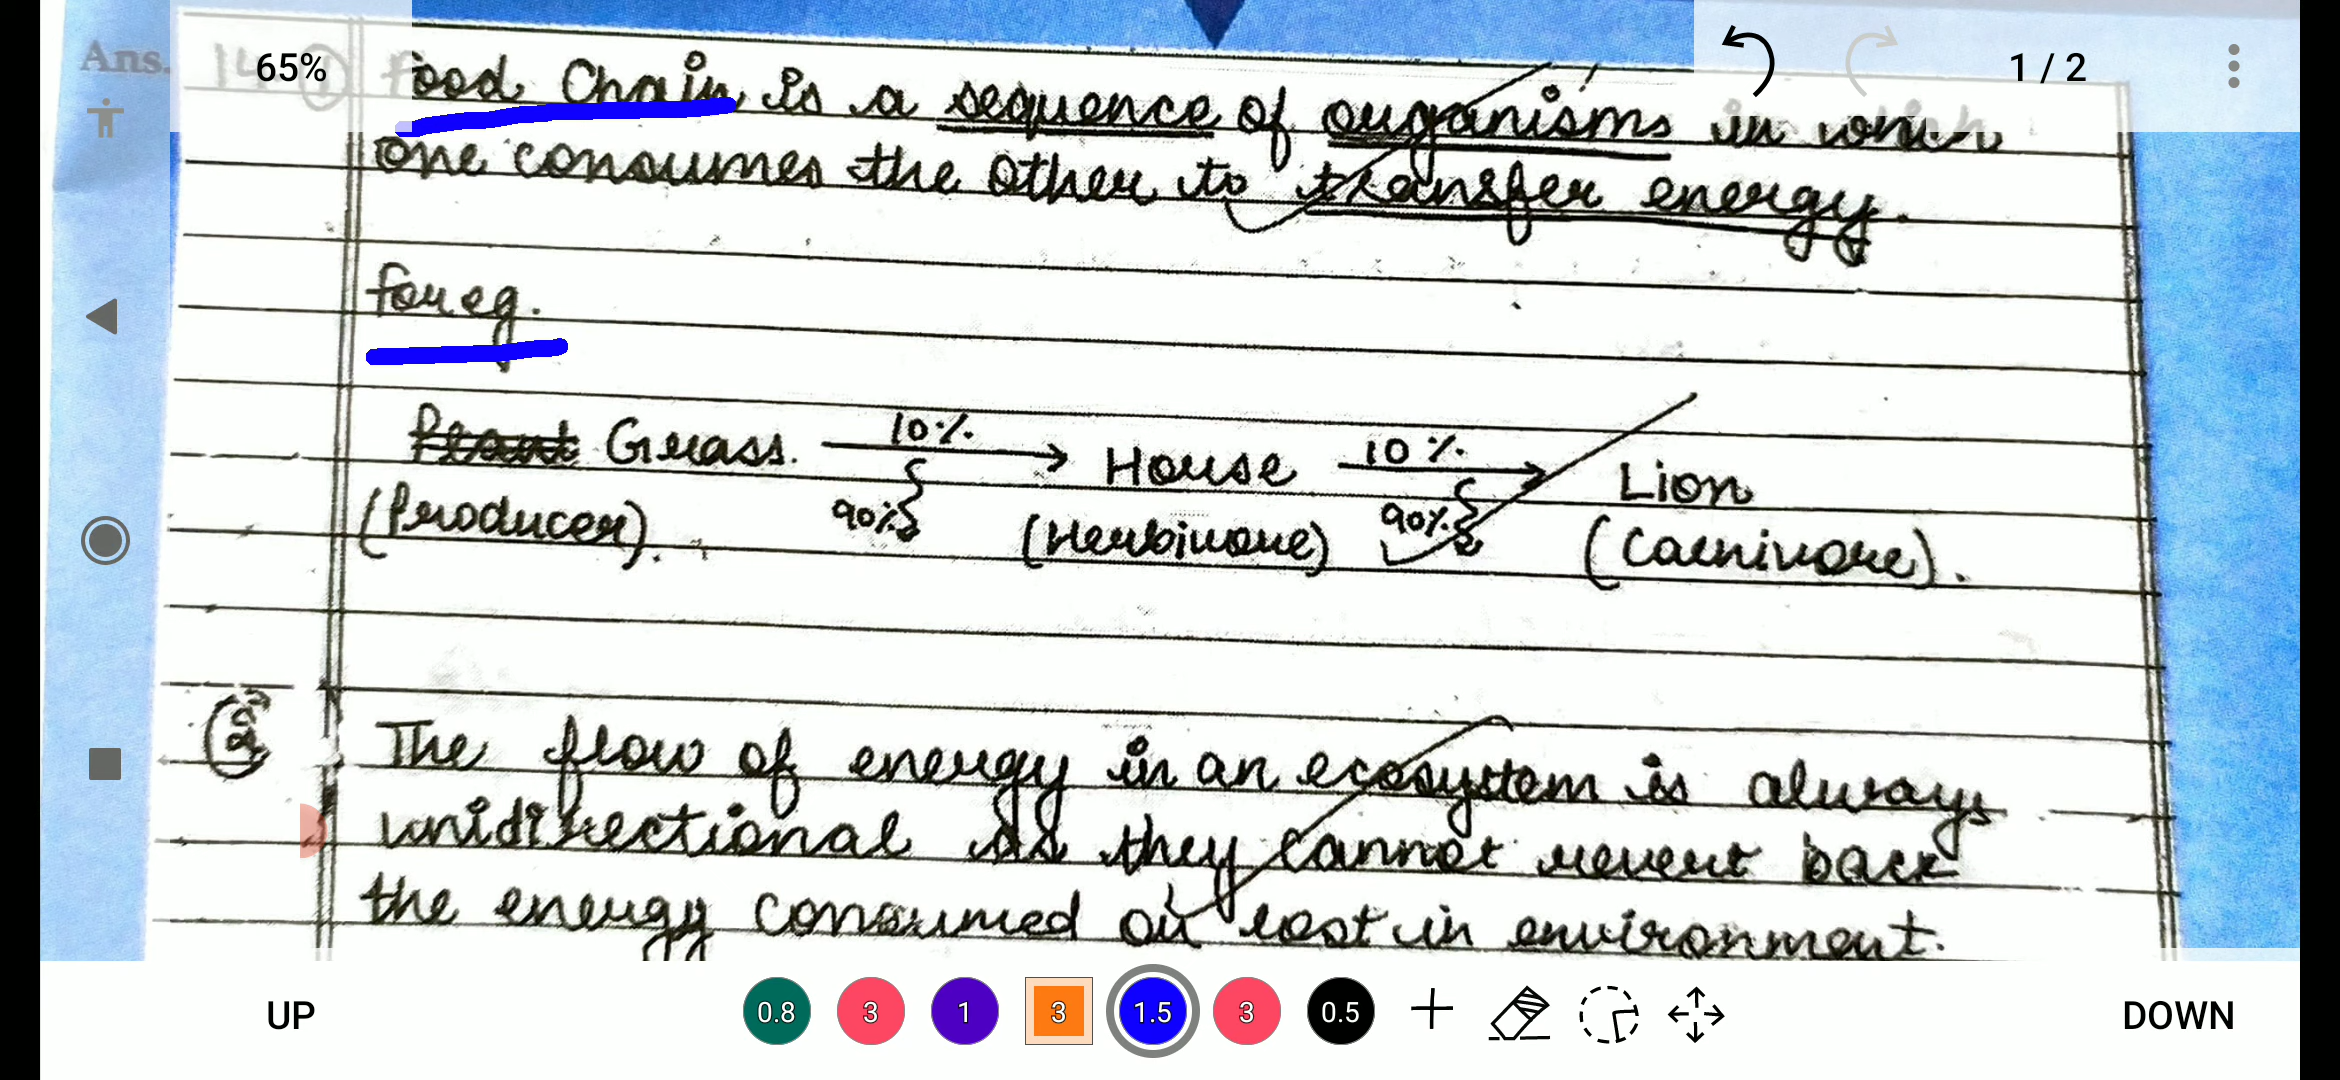 Ans.
14
65%
1 / 2
food Chain is a sequence of organisms in which
one consumes the other to transfer energy.
for eg.
Grass. 10% House 10% Lion
90% 90%
(Producer). (Herbivore) (Carnivore).
The flow of energy in an ecosystem is always
unidirectional as they cannot revert back
the energy consumed or lost in environment.
UP 0.8 3 1 3 1.5 3 0.5 DOWN